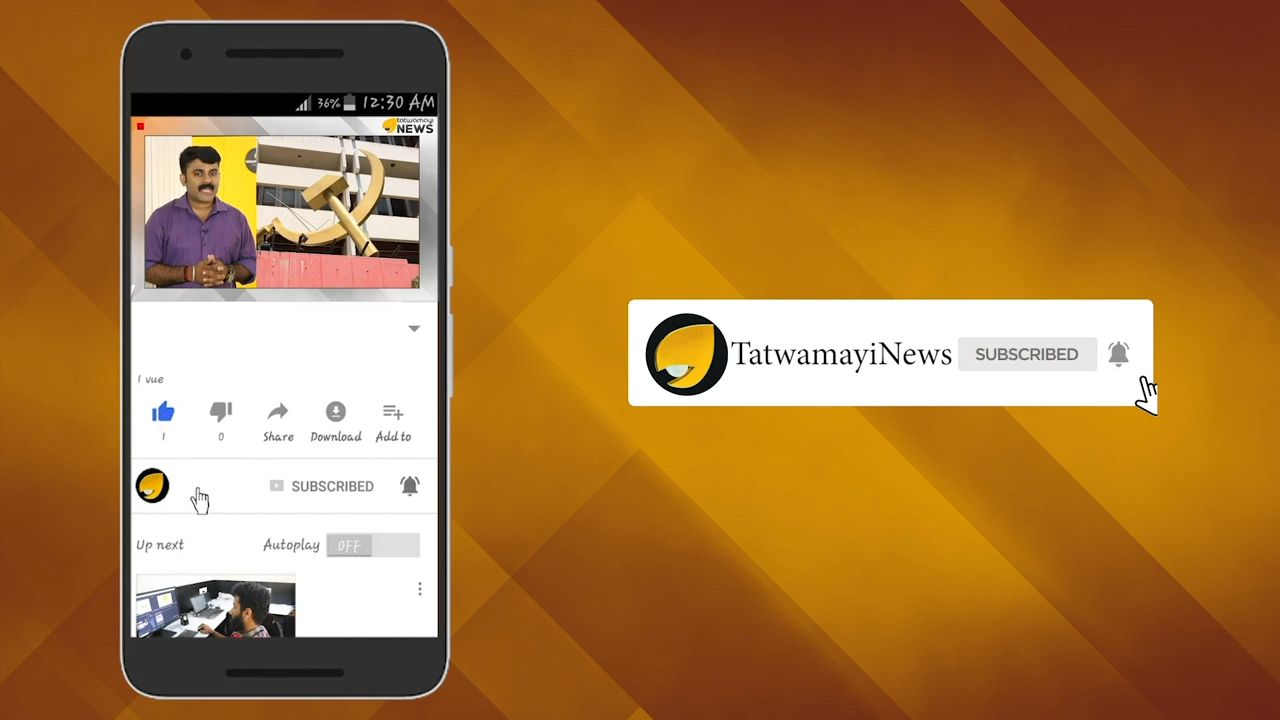 36% 12:30 AM
tatwamayi
NEWS
1 vue
1 0 Share Download Add to
SUBSCRIBED
Up next Autoplay OFF
TatwamayiNews SUBSCRIBED